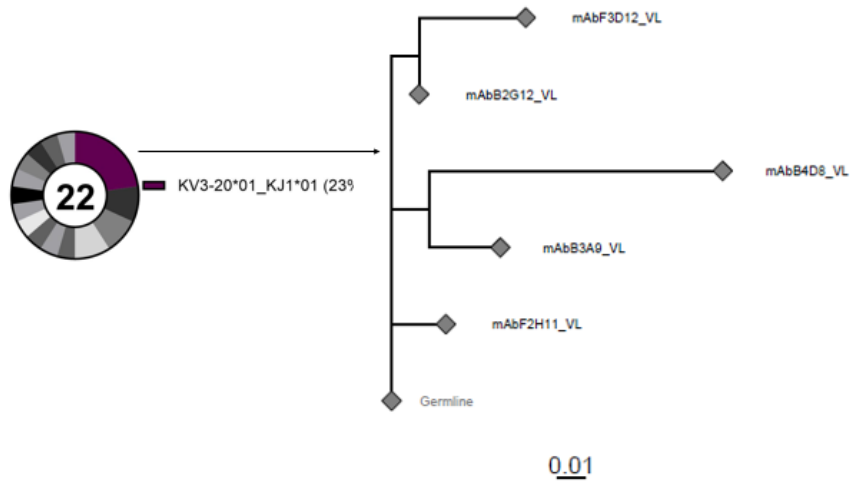 mAbF3D12_VL
mAbB2G12_VL
22
KV3-20*01_KJ1*01 (23%
mAbB4D8_VL
mAbB3A9_VL
mAbF2H11_VL
Germline
0.01